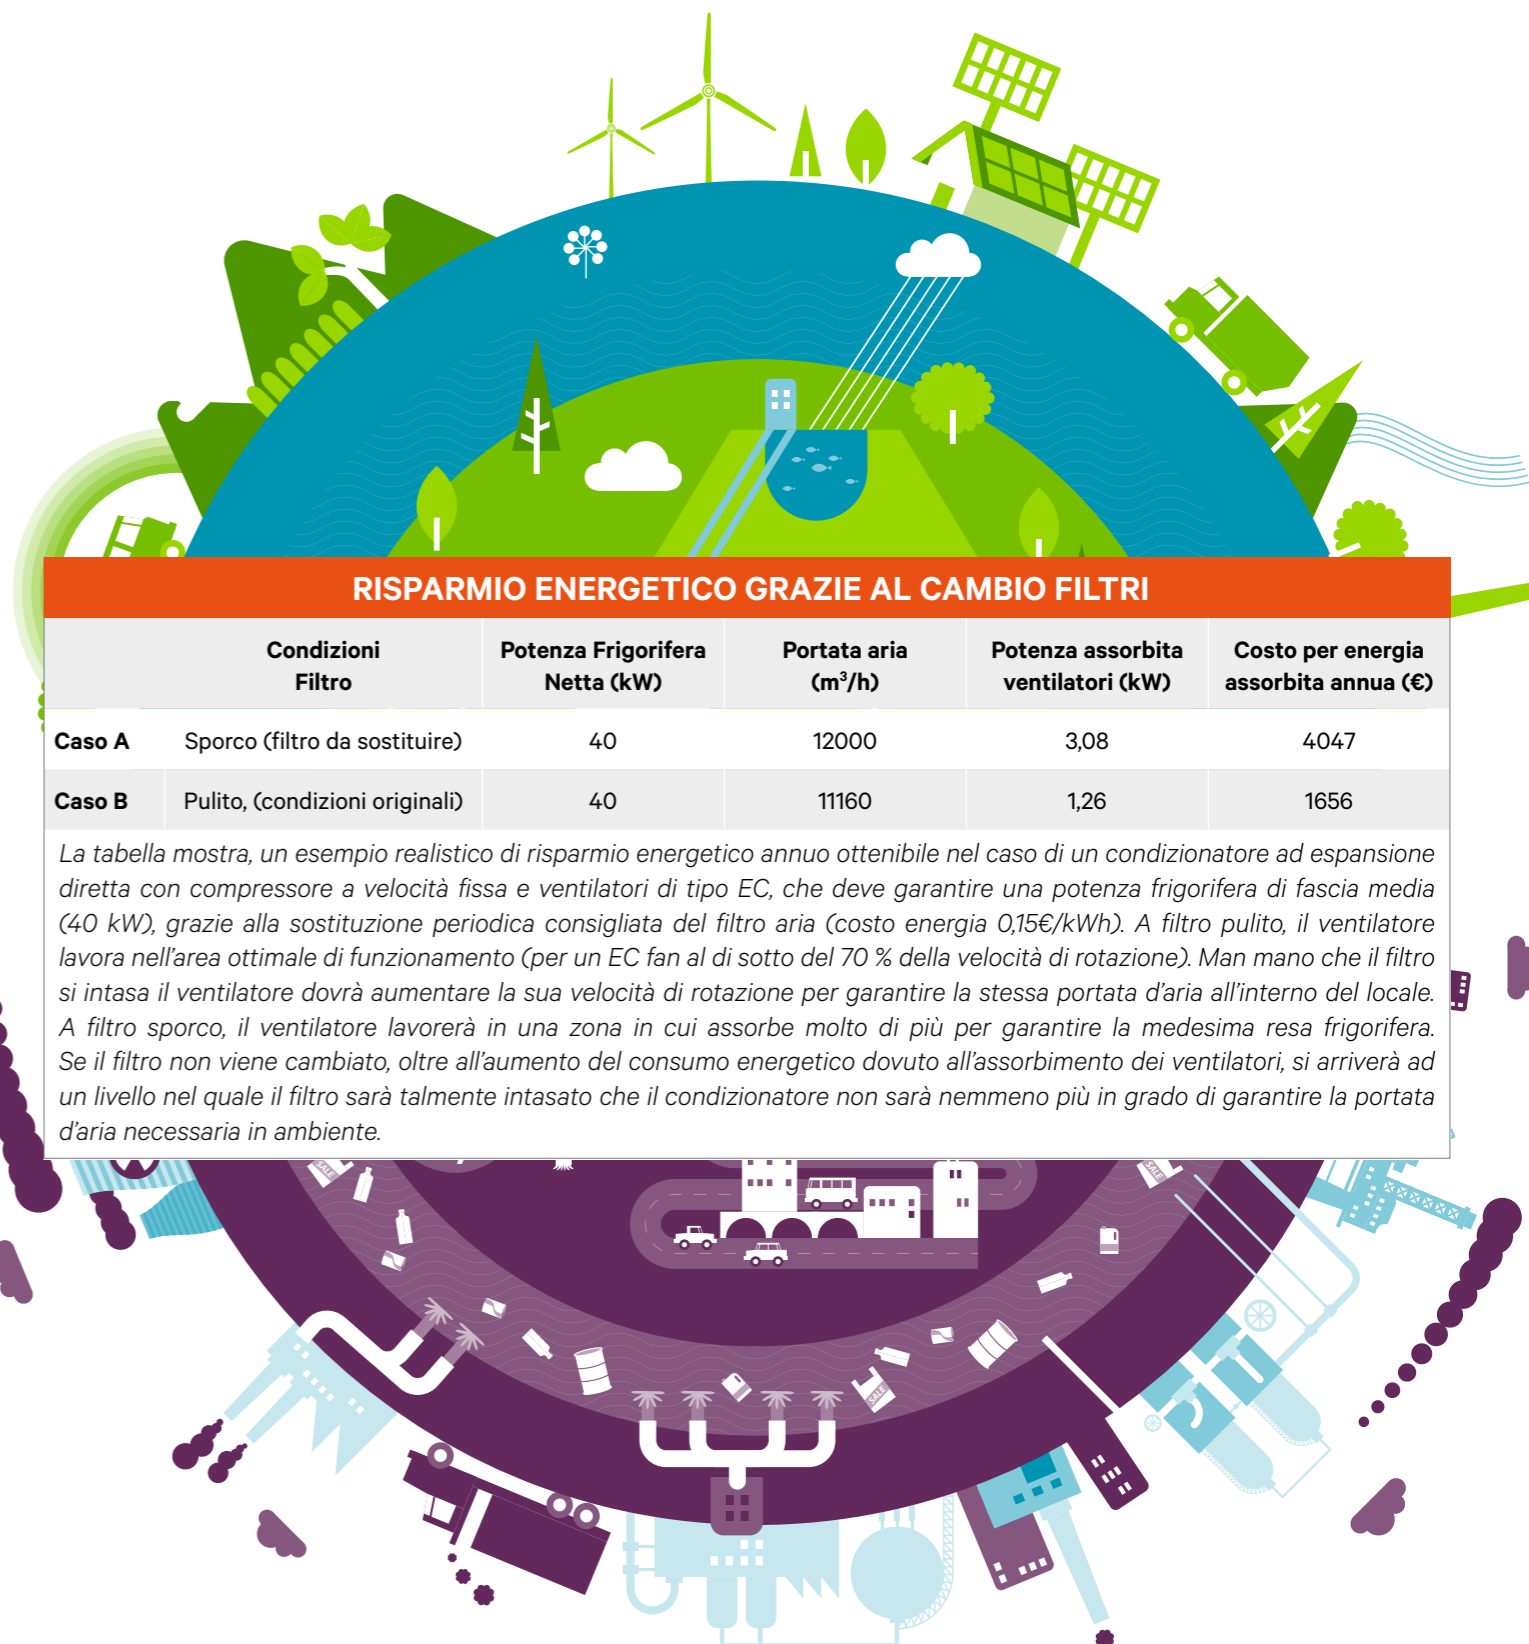 RISPARMIO ENERGETICO GRAZIE AL CAMBIO FILTRI
Condizioni Filtro
Potenza Frigorifera Netta (kW)
Portata aria (m³/h)
Potenza assorbita ventilatori (kW)
Costo per energia assorbita annua (€)
Caso A Sporco (filtro da sostituire) 40 12000 3,08 4047
Caso B Pulito, (condizioni originali) 40 11160 1,26 1656
La tabella mostra, un esempio realistico di risparmio energetico annuo ottenibile nel caso di un condizionatore ad espansione
diretta con compressore a velocità fissa e ventilatori di tipo EC, che deve garantire una potenza frigorifera di fascia media
(40 kW), grazie alla sostituzione periodica consigliata del filtro aria (costo energia 0,15€/kWh). A filtro pulito, il ventilatore
lavora nell'area ottimale di funzionamento (per un EC fan al di sotto del 70 % della velocità di rotazione). Man mano che il filtro
si intasa il ventilatore dovrà aumentare la sua velocità di rotazione per garantire la stessa portata d'aria all'interno del locale.
A filtro sporco, il ventilatore lavorerà in una zona in cui assorbe molto di più per garantire la medesima resa frigorifera.
Se il filtro non viene cambiato, oltre all'aumento del consumo energetico dovuto all'assorbimento dei ventilatori, si arriverà ad
un livello nel quale il filtro sarà talmente intasato che il condizionatore non sarà nemmeno più in grado di garantire la portata
d'aria necessaria in ambiente.
SALE
SALE
SALE